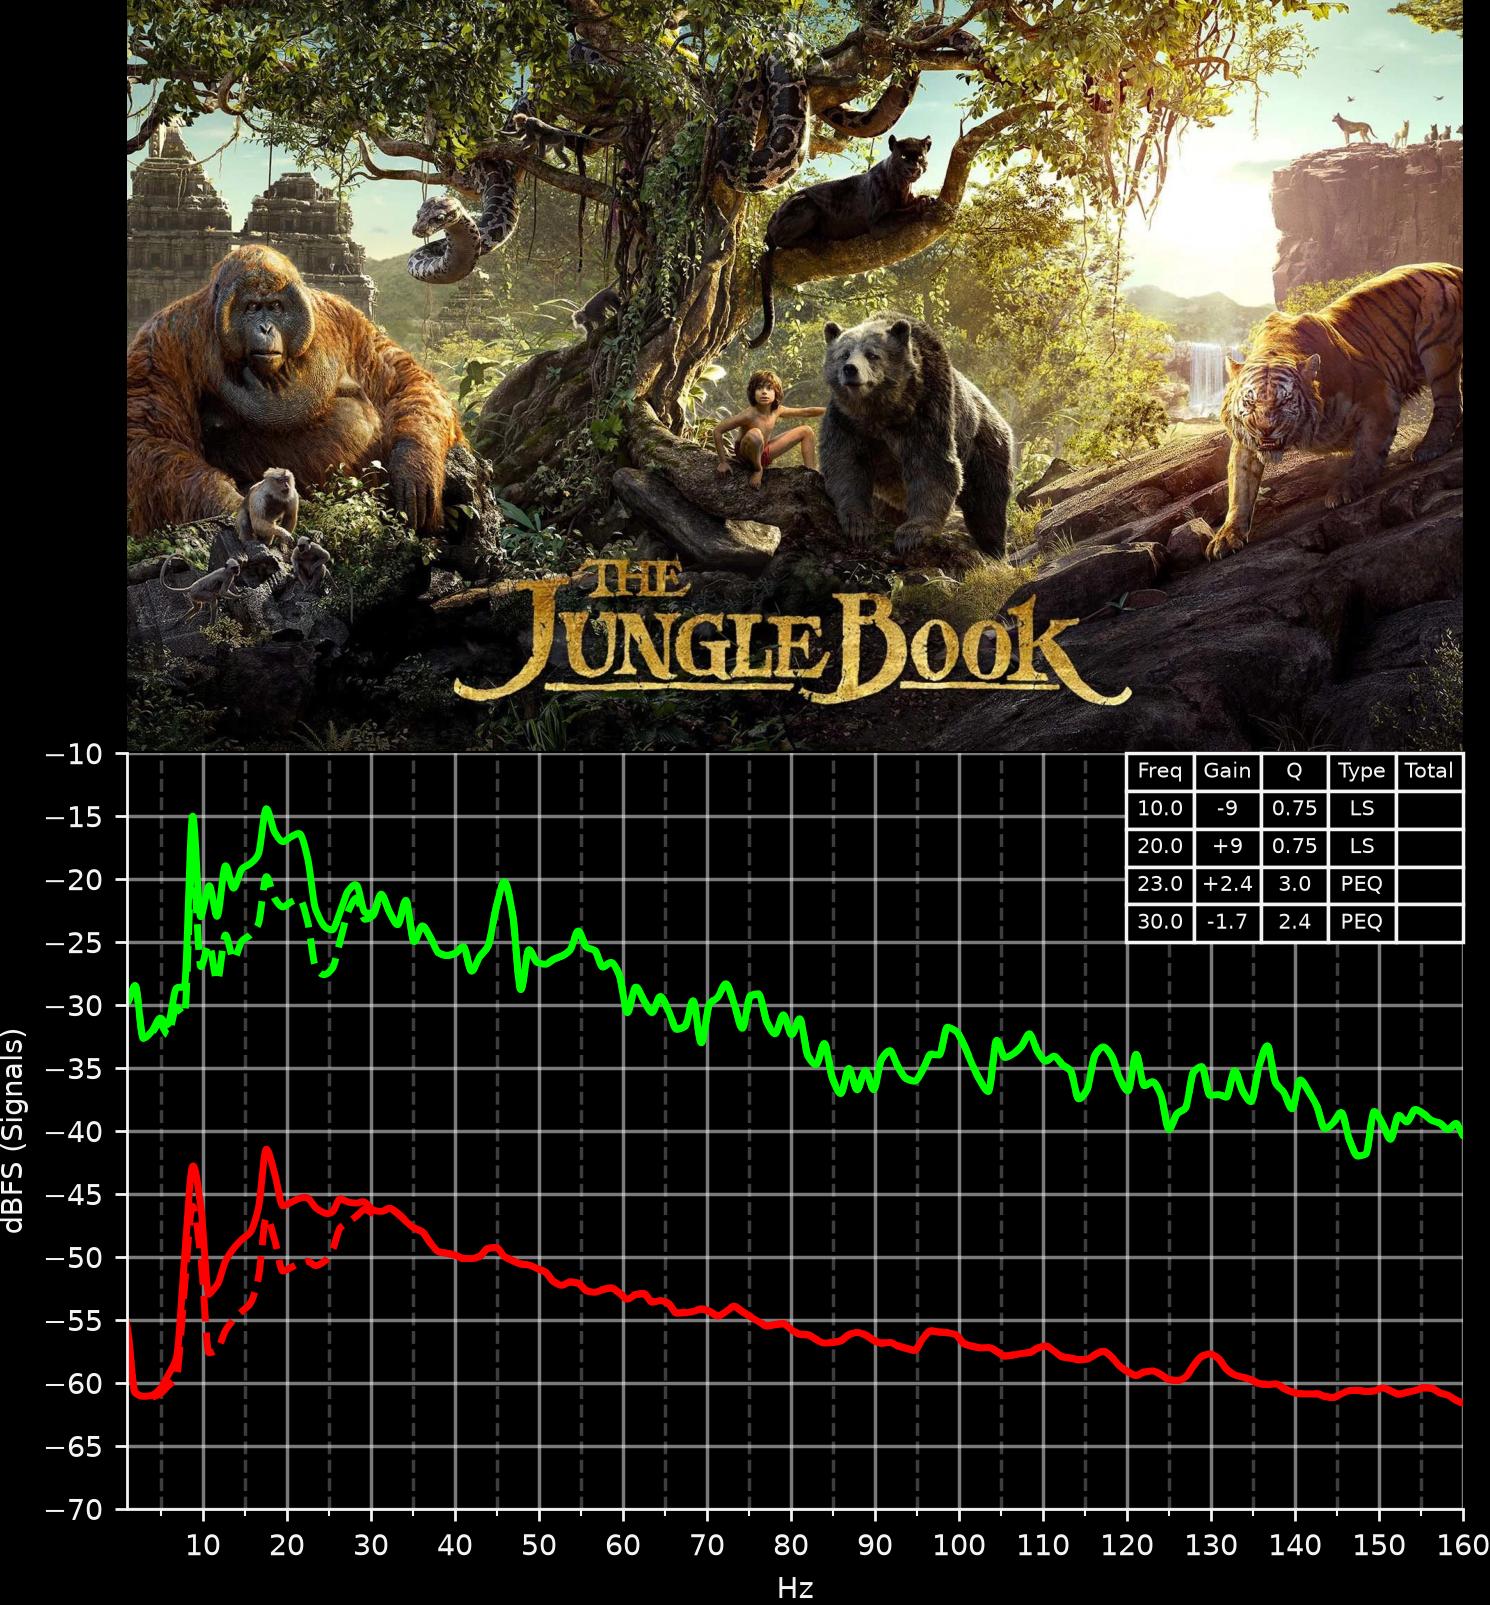 THE
JUNGLE BOOK
Freq Gain Q Type Total
10.0 -9 0.75 LS
20.0 +9 0.75 LS
23.0 +2.4 3.0 PEQ
30.0 -1.7 2.4 PEQ
−10
−15
−20
−25
−30
−35
−40
−45
−50
−55
−60
−65
−70
dBFS (Signals)
10 20 30 40 50 60 70 80 90 100 110 120 130 140 150 160
Hz